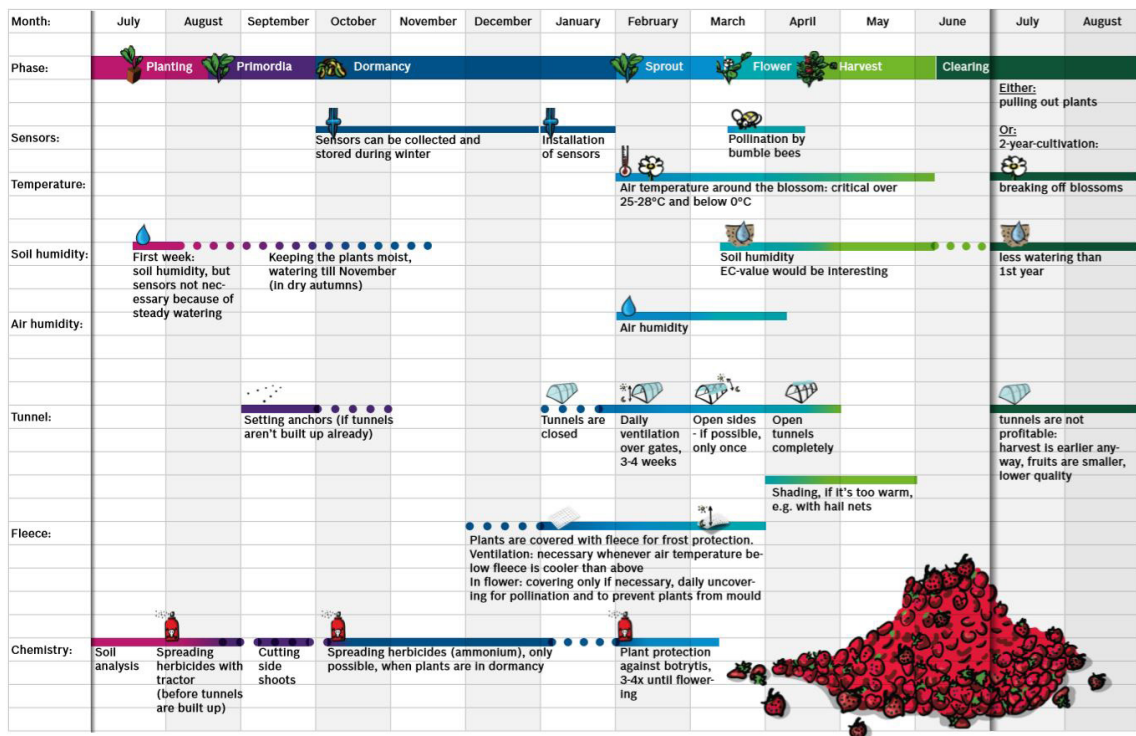 Month: July August September October November December January February March April May June July August
Phase: Planting Primordia Dormancy Sprout Flower Harvest Clearing
Either:
pulling out plants
Or:
2-year-cultivation:
Sensors:
Sensors can be collected and
stored during winter
Installation
of sensors
Pollination by
bumble bees
Temperature:
Air temperature around the blossom: critical over
25-28°C and below 0°C
breaking off blossoms
Soil humidity:
First week:
soil humidity, but
sensors not nec-
essary because of
steady watering
Keeping the plants moist,
watering till November
(in dry autumns)
Soil humidity
EC-value would be interesting
less watering than
1st year
Air humidity:
Air humidity
Tunnel:
Setting anchors (if tunnels
aren't built up already)
Tunnels are
closed
Daily
ventilation
over gates,
3-4 weeks
Open sides
- if possible,
only once
Open
tunnels
completely
tunnels are not
profitable:
harvest is earlier any-
way, fruits are smaller,
lower quality
Shading, if it's too warm,
e.g. with hail nets
Fleece:
Plants are covered with fleece for frost protection.
Ventilation: necessary whenever air temperature be-
low fleece is cooler than above
In flower: covering only if necessary, daily uncover-
ing for pollination and to prevent plants from mould
Chemistry:
Soil
analysis
Spreading
herbicides with
tractor
(before tunnels
are built up)
Cutting
side
shoots
Spreading herbicides (ammonium), only
possible, when plants are in dormancy
Plant protection
against botrytis,
3-4x until flower-
ing